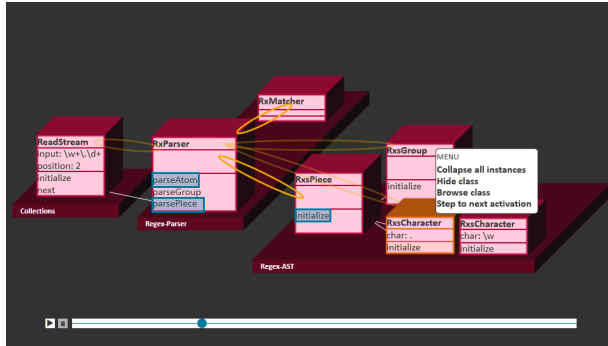 RxMatcher
ReadStream
input: \w+\.\d+
position: 2
initialize
next
Collections
RxParser
parseAtom
parseGroup
parsePiece
Regex-Parser
RxsGroup
initialize
MENU
Collapse all instances
Hide class
Browse class
Step to next activation
RxsPiece
initialize
RxsCharacter
char: .
initialize
RxsCharacter
char: \w
initialize
Regex-AST